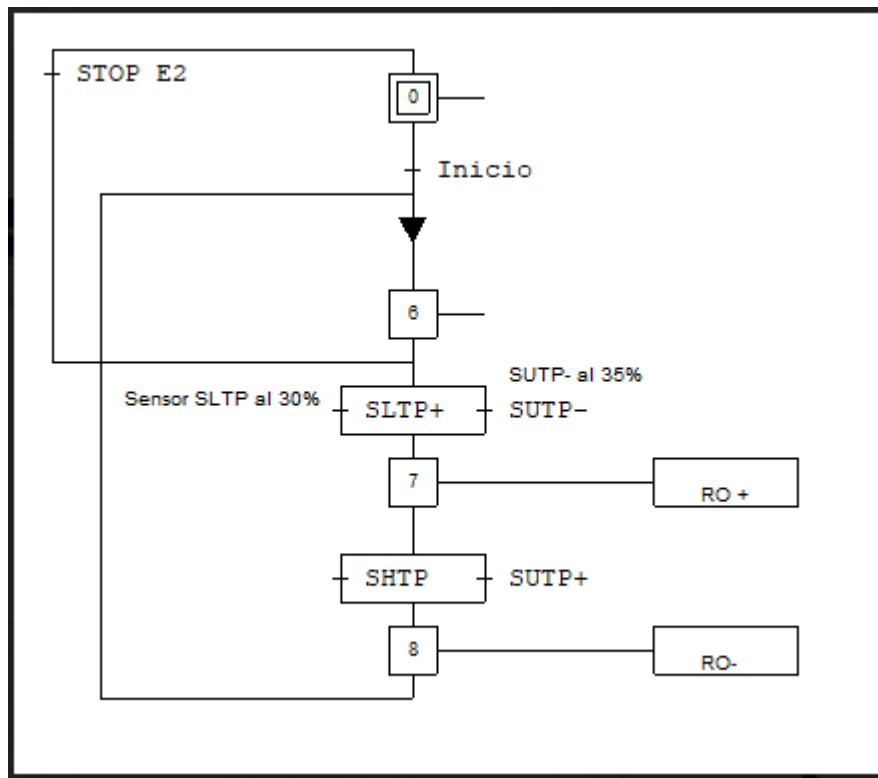 STOP E2
0
Inicio
6
SUTP- al 35%
Sensor SLTP al 30%
SLTP+
SUTP-
7
RO +
SHTP
SUTP+
8
RO-